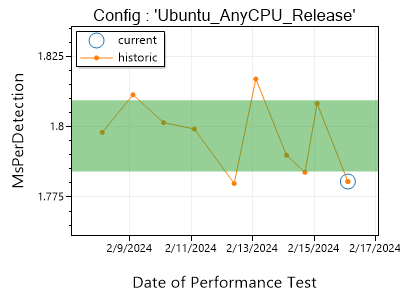 Config : 'Ubuntu_AnyCPU_Release'
current
historic
1.825
1.8
1.775
MsPerDetection
2/9/2024 2/11/2024 2/13/2024 2/15/2024 2/17/2024
Date of Performance Test